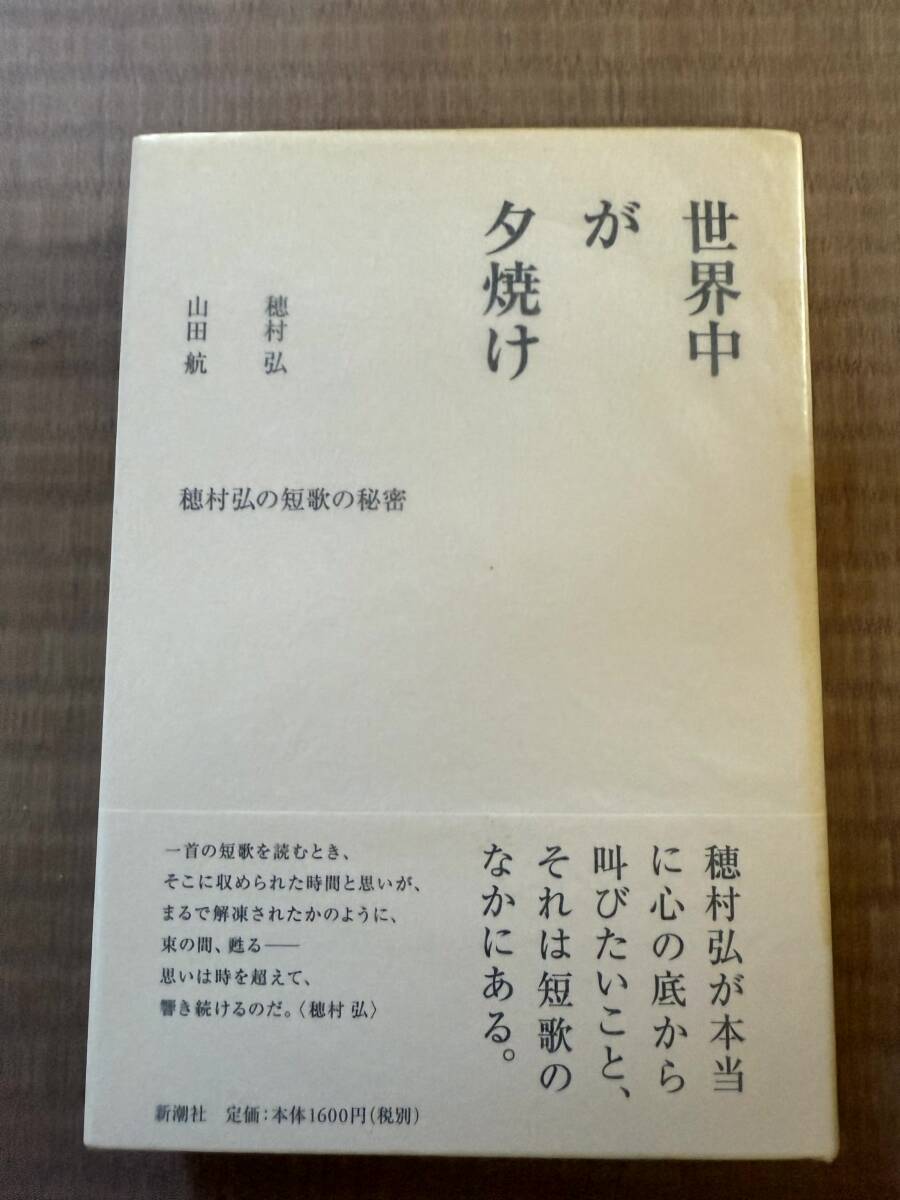 世界中
が
夕焼け
穂村弘
山田航
穂村弘の短歌の秘密
穂村弘が本当
に心の底から
叫びたいこと、
それは短歌の
なかにある。
一首の短歌を読むとき、
そこに収められた時間と思いが、
まるで解凍されたかのように、
束の間、甦る——
思いは時を超えて、
響き続けるのだ。〈穂村 弘〉
新潮社 定価:本体1600円(税別)